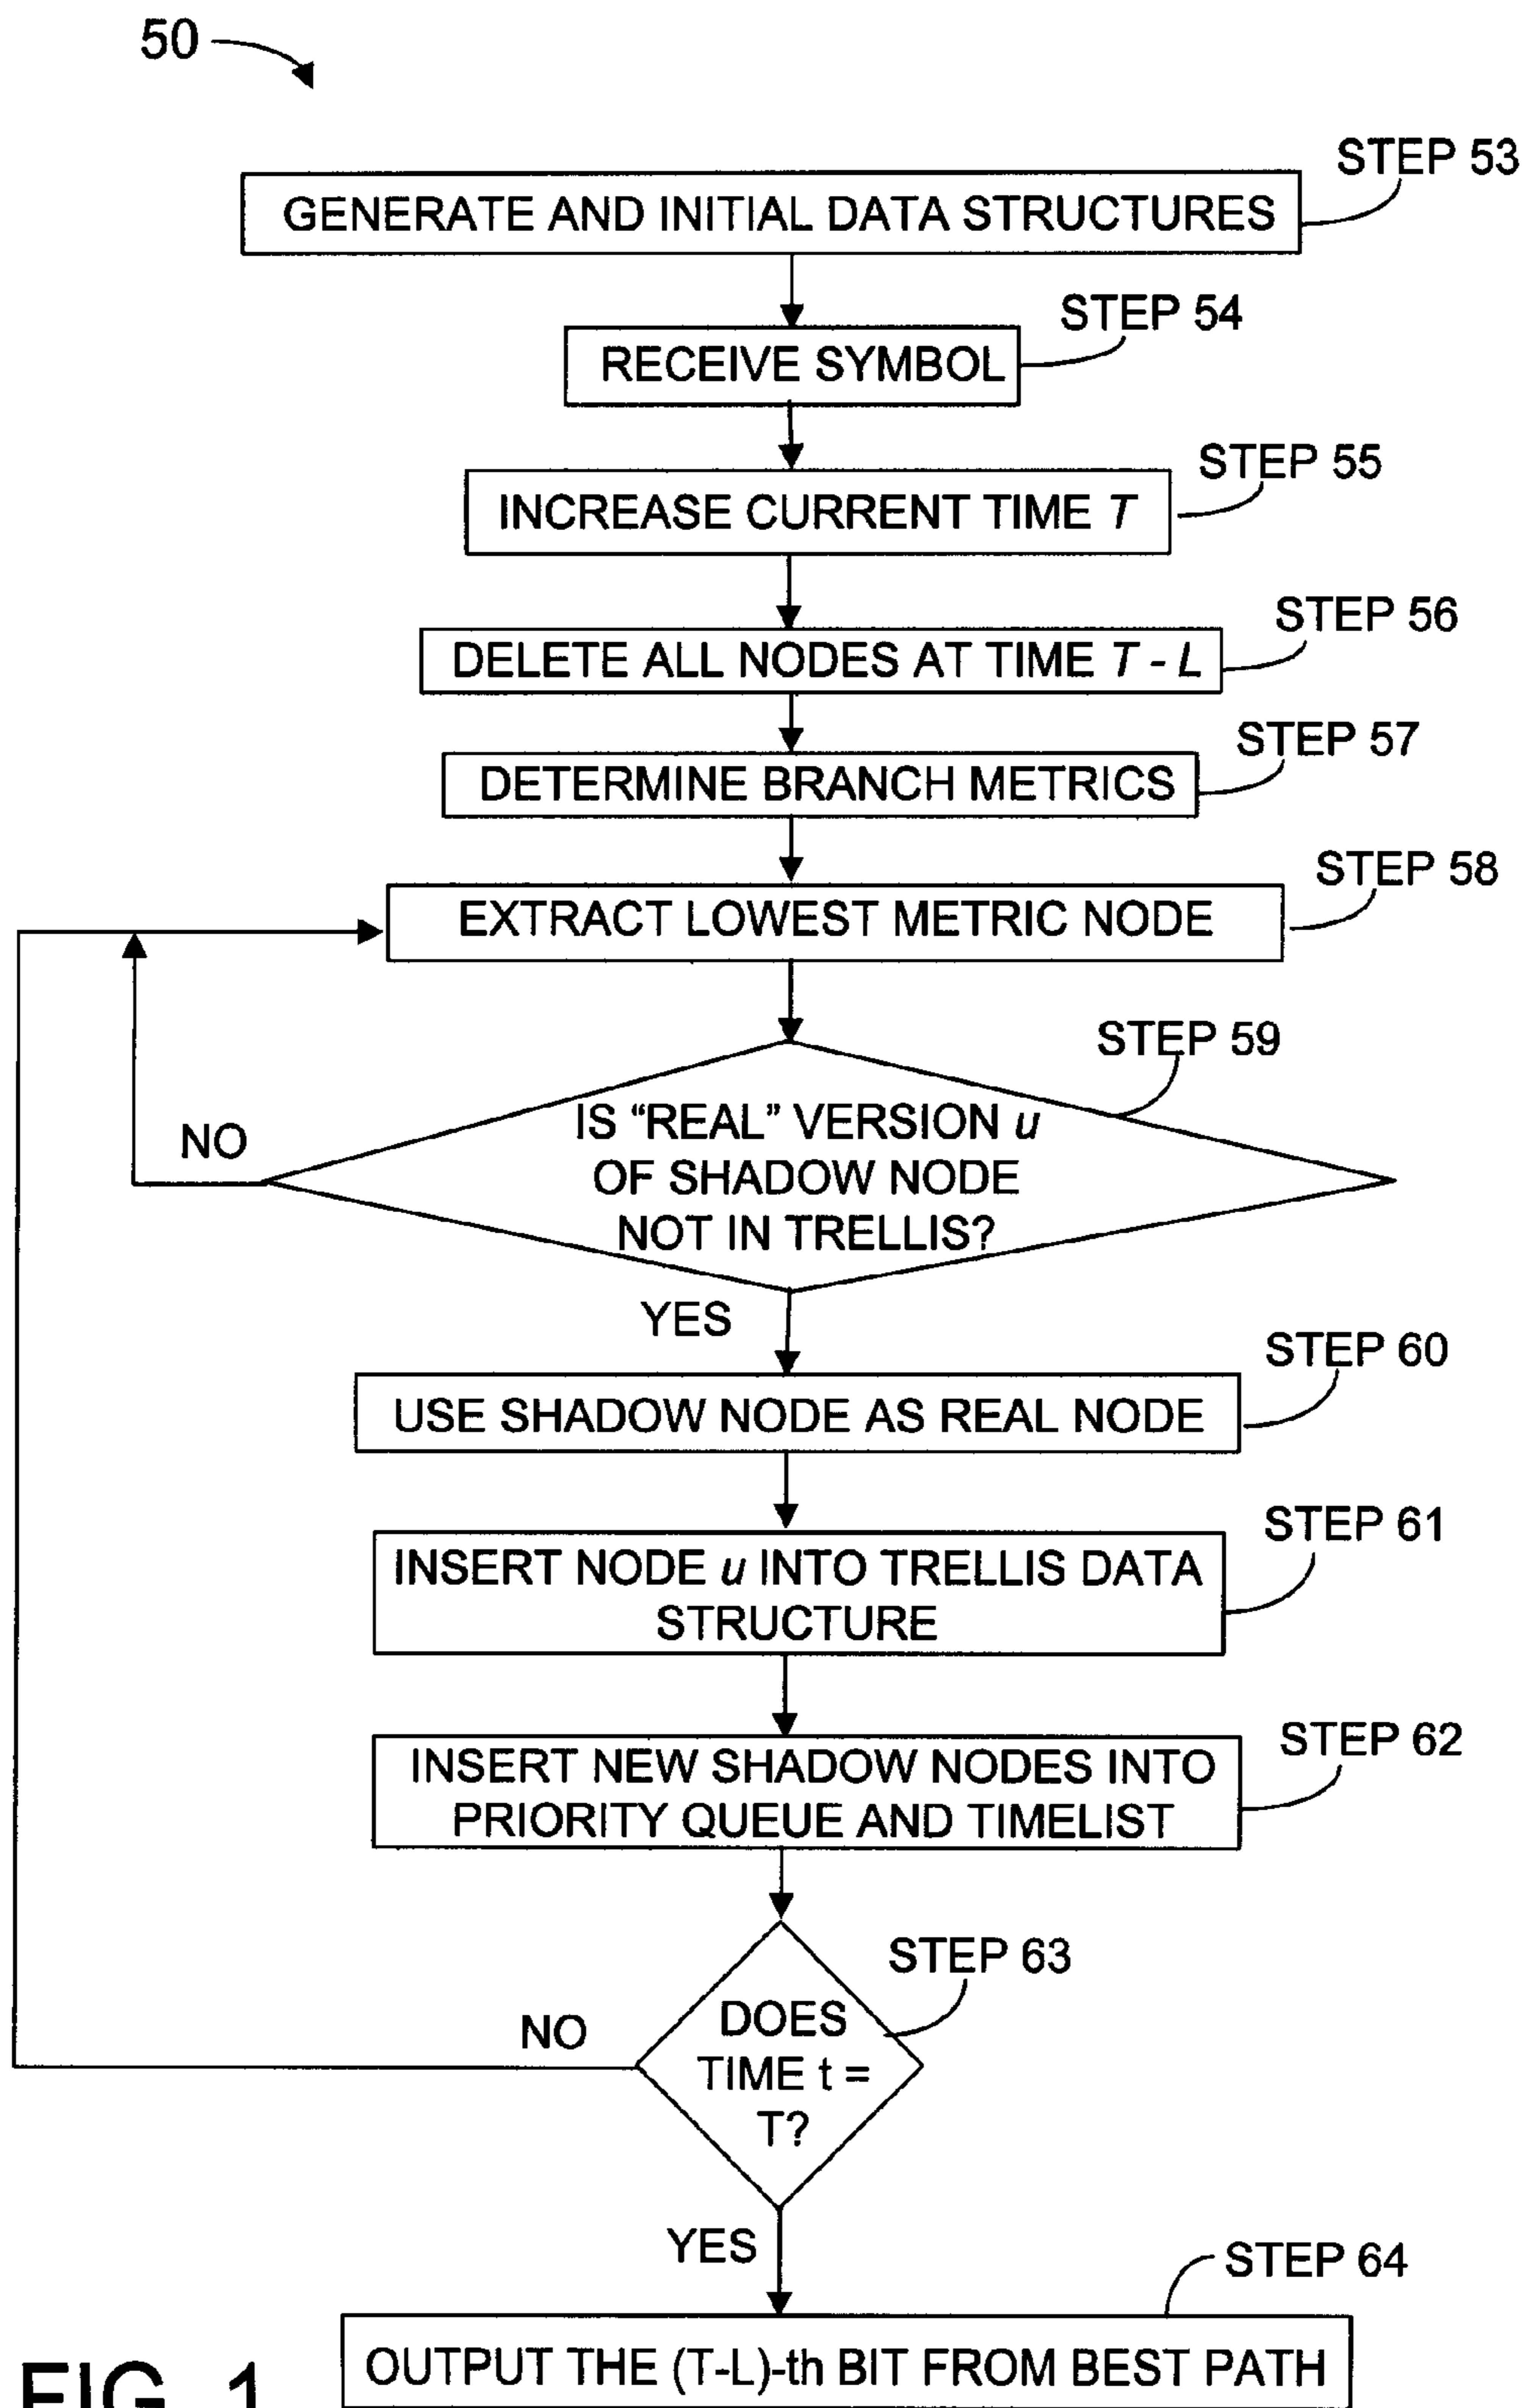 50
STEP 53
GENERATE AND INITIAL DATA STRUCTURES
STEP 54
RECEIVE SYMBOL
STEP 55
INCREASE CURRENT TIME T
STEP 56
DELETE ALL NODES AT TIME T - L
STEP 57
DETERMINE BRANCH METRICS
STEP 58
EXTRACT LOWEST METRIC NODE
STEP 59
IS “REAL” VERSION u
OF SHADOW NODE
NOT IN TRELLIS?
NO
YES
STEP 60
USE SHADOW NODE AS REAL NODE
STEP 61
INSERT NODE u INTO TRELLIS DATA
STRUCTURE
STEP 62
INSERT NEW SHADOW NODES INTO
PRIORITY QUEUE AND TIMELIST
STEP 63
DOES
TIME t =
T?
NO
YES
STEP 64
OUTPUT THE (T-L)-th BIT FROM BEST PATH
FIG. 1